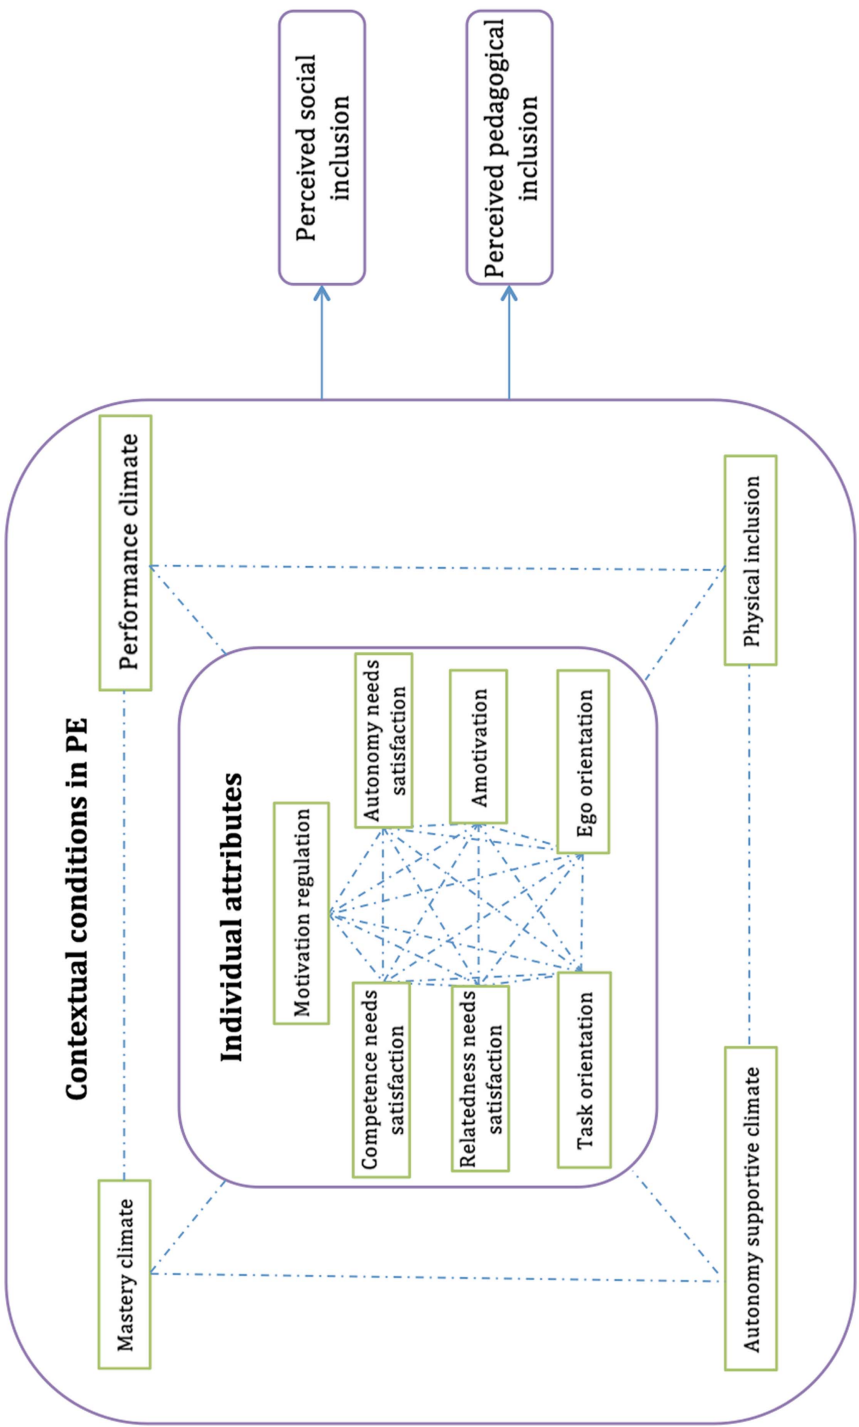 Contextual conditions in PE
Mastery climate
Performance climate
Individual attributes
Motivation regulation
Competence needs
satisfaction
Autonomy needs
satisfaction
Relatedness needs
satisfaction
Amotivation
Task orientation
Ego orientation
Autonomy supportive climate
Physical inclusion
Perceived social
inclusion
Perceived pedagogical
inclusion